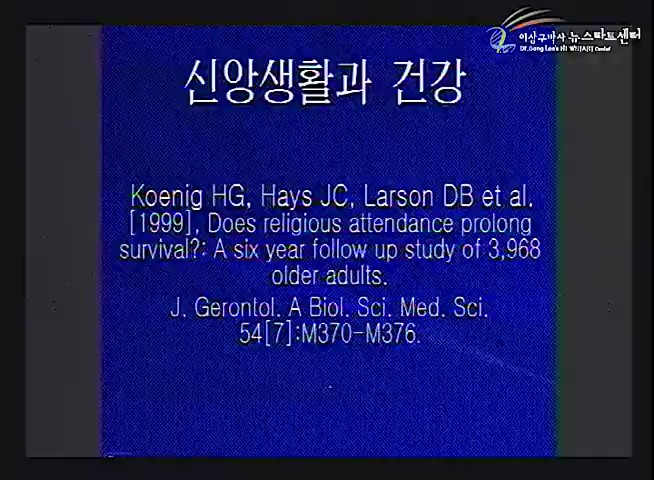 이상구박사 뉴스타트센터
신앙생활과 건강
Koenig HG, Hays JC, Larson DB et al.
[1999], Does religious attendance prolong
survival?: A six year follow up study of 3,968
older adults.
J. Gerontol. A Biol. Sci. Med. Sci.
54[7]:M370-M376.